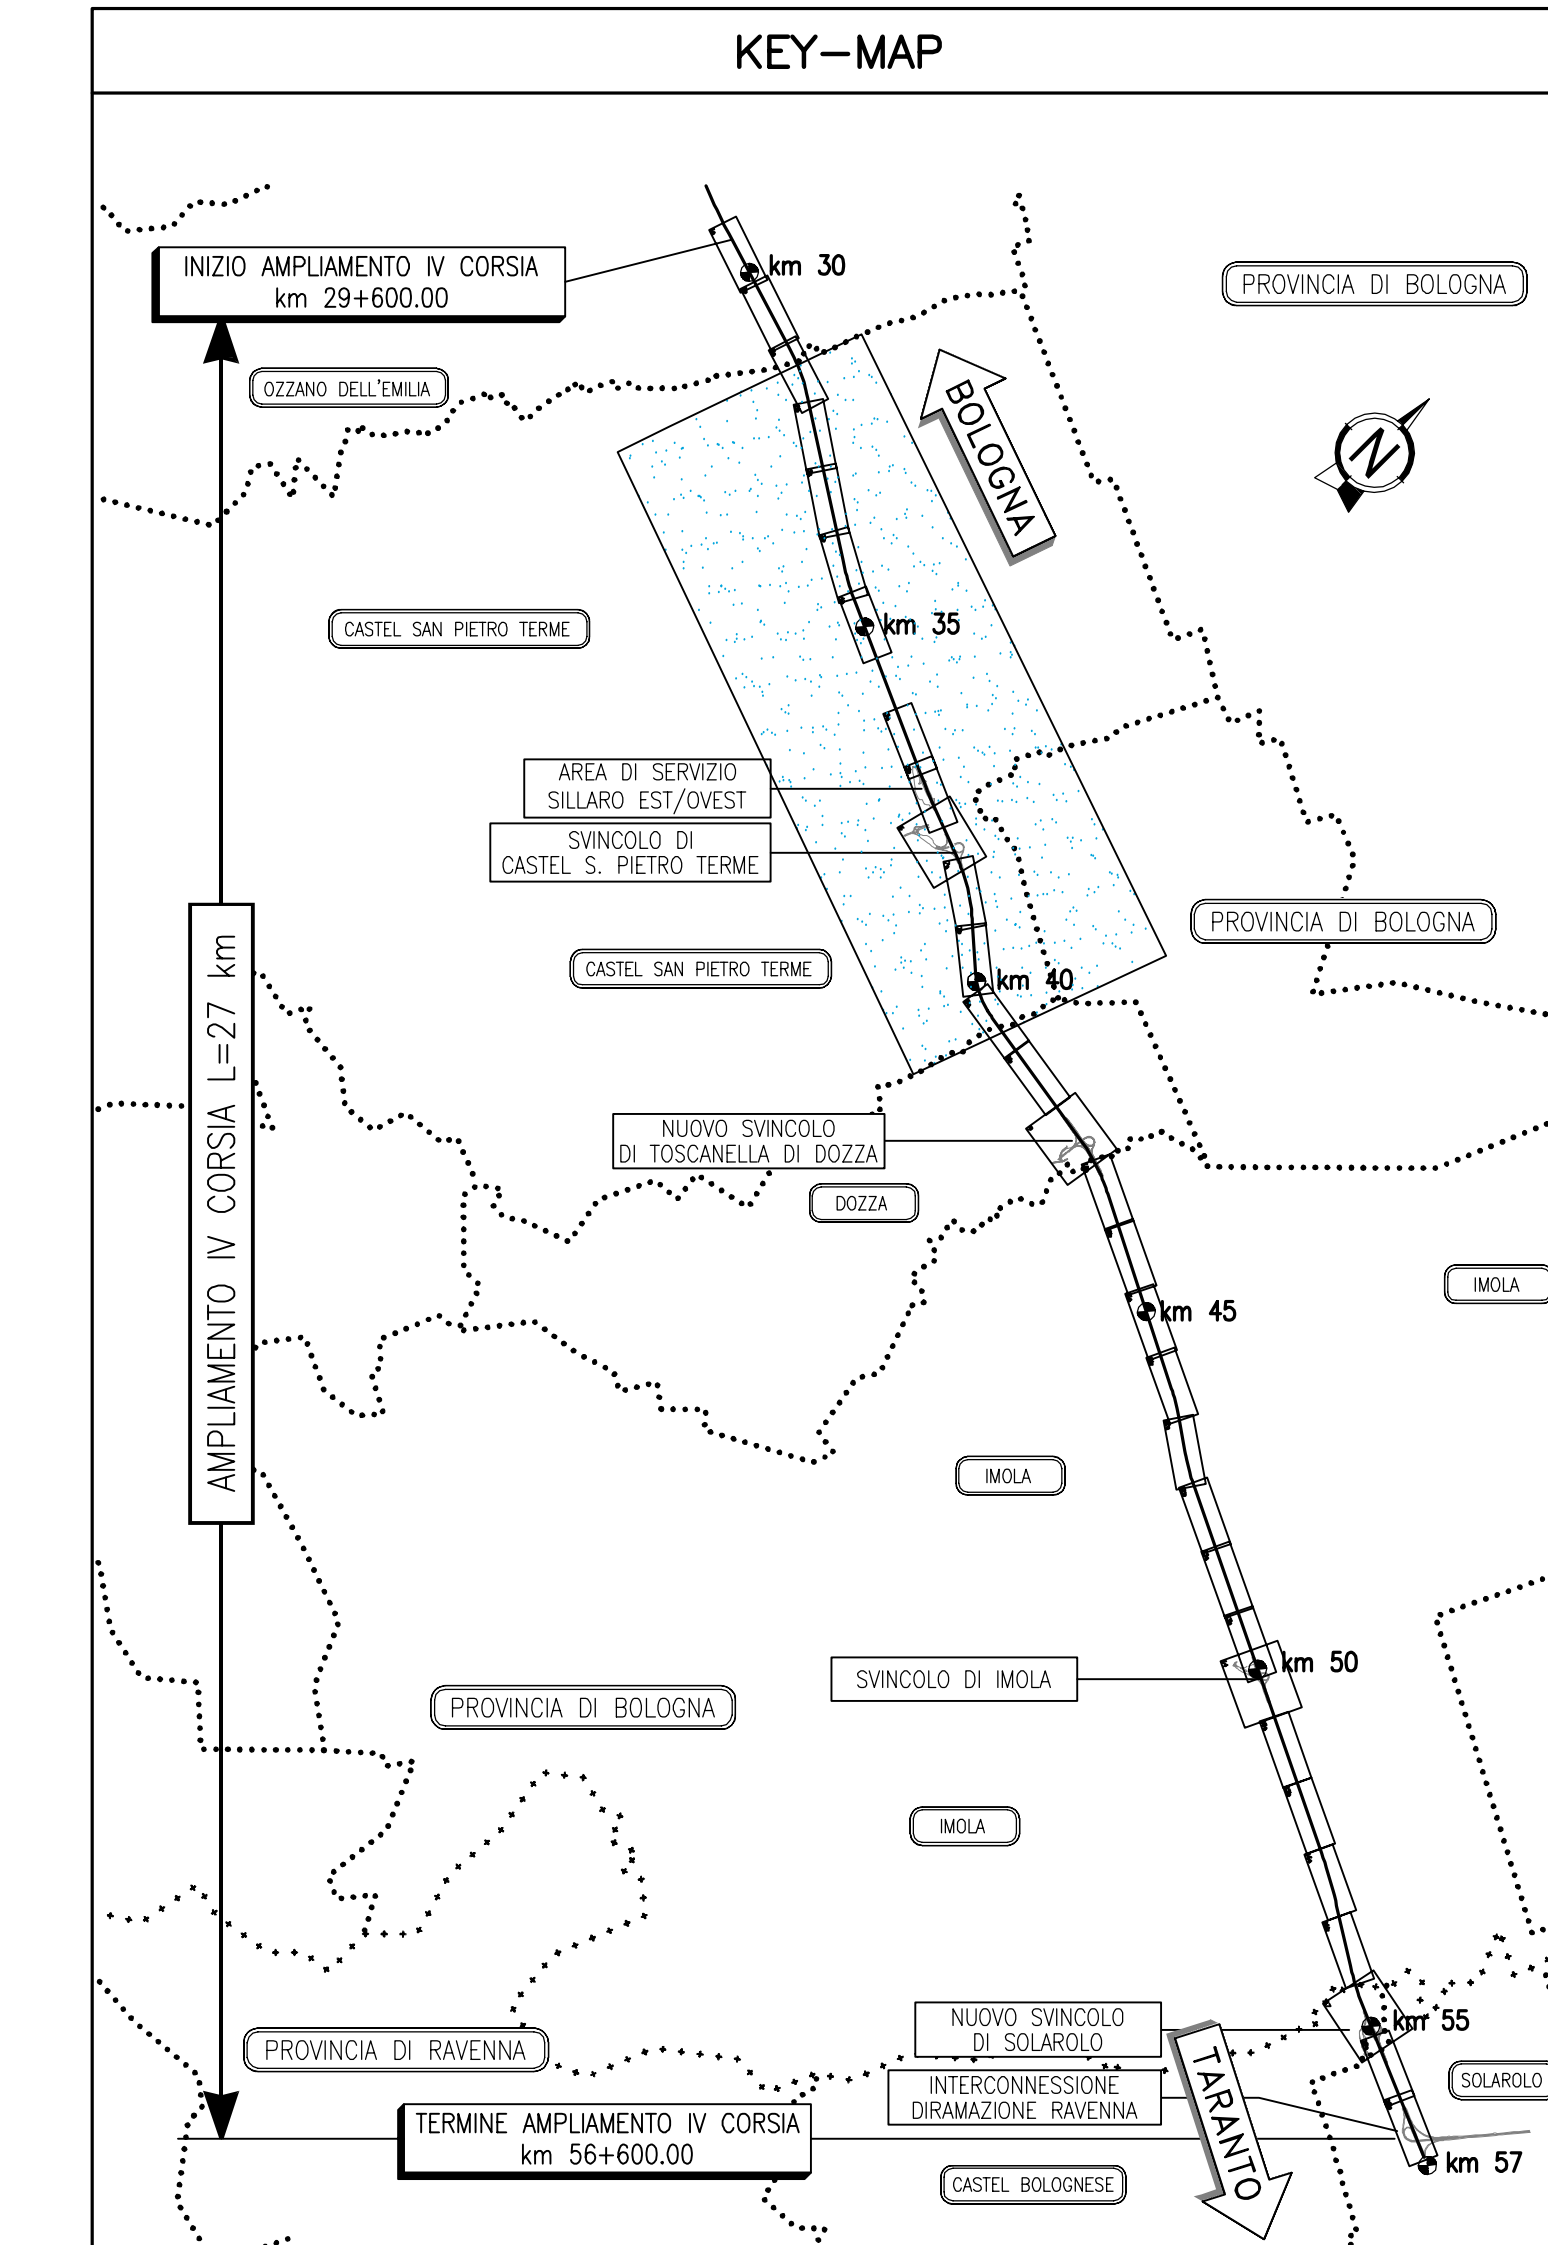 KEY-MAP
INIZIO AMPLIAMENTO IV CORSIA
km 29+600.00
km 30
PROVINCIA DI BOLOGNA
OZZANO DELL'EMILIA
BOLOGNA
N
CASTEL SAN PIETRO TERME
km 35
AREA DI SERVIZIO
SILLARO EST/OVEST
SVINCOLO DI
CASTEL S. PIETRO TERME
PROVINCIA DI BOLOGNA
CASTEL SAN PIETRO TERME
km 40
AMPLIAMENTO IV CORSIA L=27 km
NUOVO SVINCOLO
DI TOSCANELLA DI DOZZA
DOZZA
IMOLA
km 45
IMOLA
km 50
SVINCOLO DI IMOLA
PROVINCIA DI BOLOGNA
IMOLA
NUOVO SVINCOLO
DI SOLAROLO
km 55
PROVINCIA DI RAVENNA
SOLAROLO
INTERCONNESSIONE
DIRAMAZIONE RAVENNA
TARANTO
TERMINE AMPLIAMENTO IV CORSIA
km 56+600.00
km 57
CASTEL BOLOGNESE